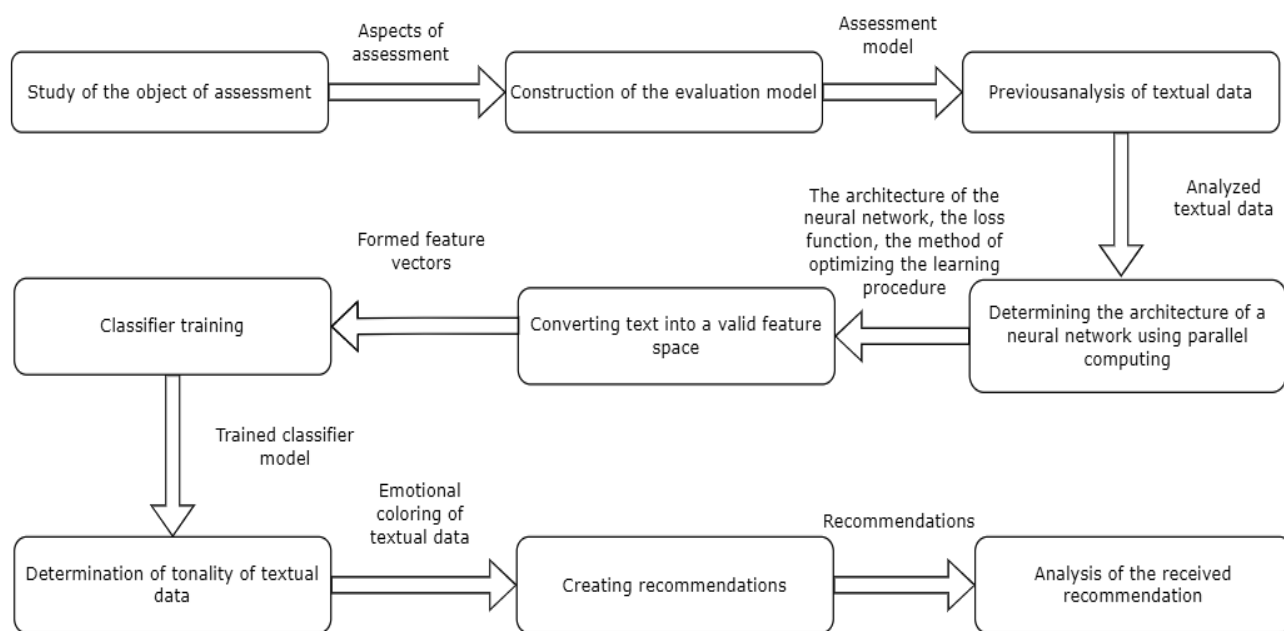 Aspects of
assessment
Assessment
model
Study of the object of assessment
Construction of the evaluation model
Previousanalysis of textual data
Analyzed
textual data
The architecture of the
neural network, the loss
function, the method of
optimizing the learning
procedure
Formed feature
vectors
Determining the architecture of a
neural network using parallel
computing
Converting text into a valid feature
space
Classifier training
Trained classifier
model
Emotional
coloring of
textual data
Recommendations
Determination of tonality of textual
data
Creating recommendations
Analysis of the received
recommendation